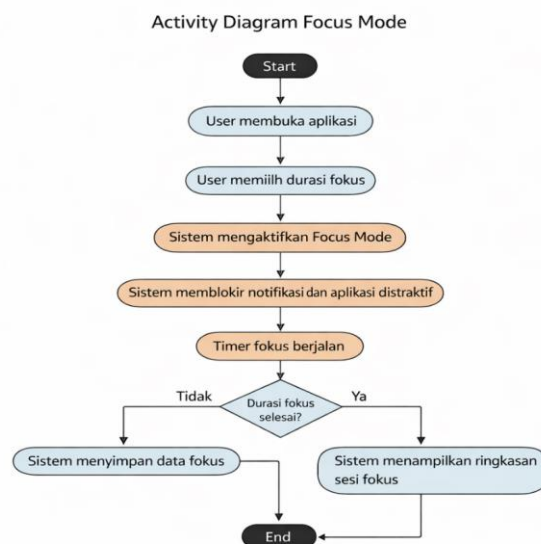 Activity Diagram Focus Mode
Start
User membuka aplikasi
User memiilh durasi fokus
Sistem mengaktifkan Focus Mode
Sistem memblokir notifikasi dan aplikasi distraktif
Timer fokus berjalan
Tidak
Durasi fokus
selesai?
Ya
Sistem menyimpan data fokus
Sistem menampilkan ringkasan
sesi fokus
End